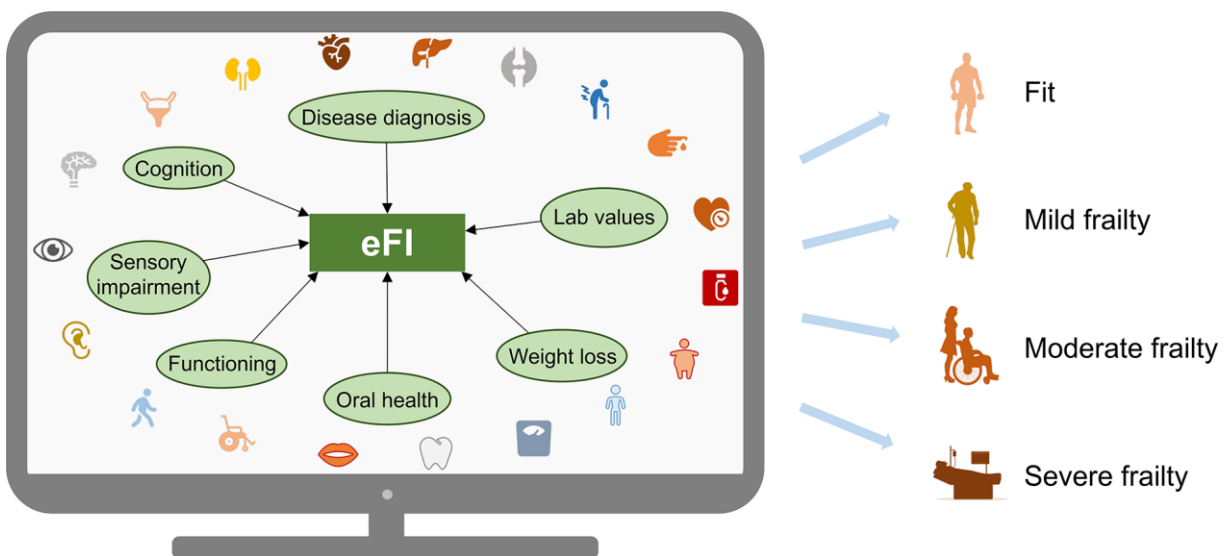 Disease diagnosis
Cognition
Lab values
eFI
Sensory
impairment
Functioning
Weight loss
Oral health
Fit
Mild frailty
Moderate frailty
Severe frailty